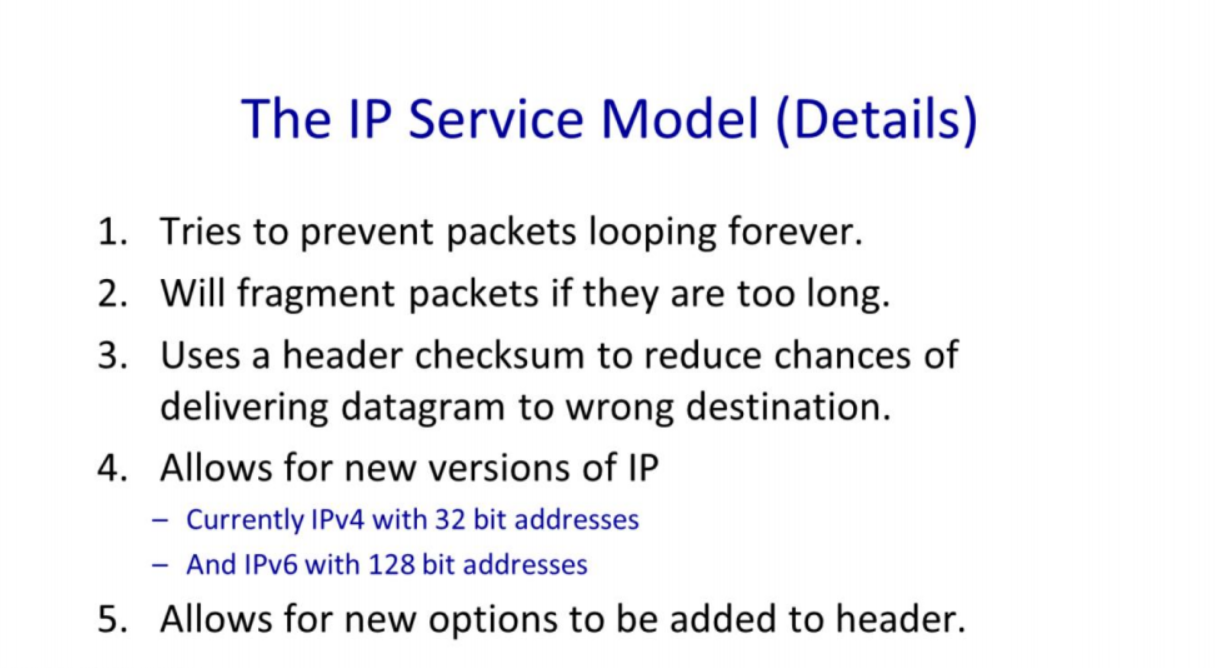 The IP Service Model (Details)
1. Tries to prevent packets looping forever.
2. Will fragment packets if they are too long.
3. Uses a header checksum to reduce chances of
delivering datagram to wrong destination.
4. Allows for new versions of IP
– Currently IPv4 with 32 bit addresses
– And IPv6 with 128 bit addresses
5. Allows for new options to be added to header.